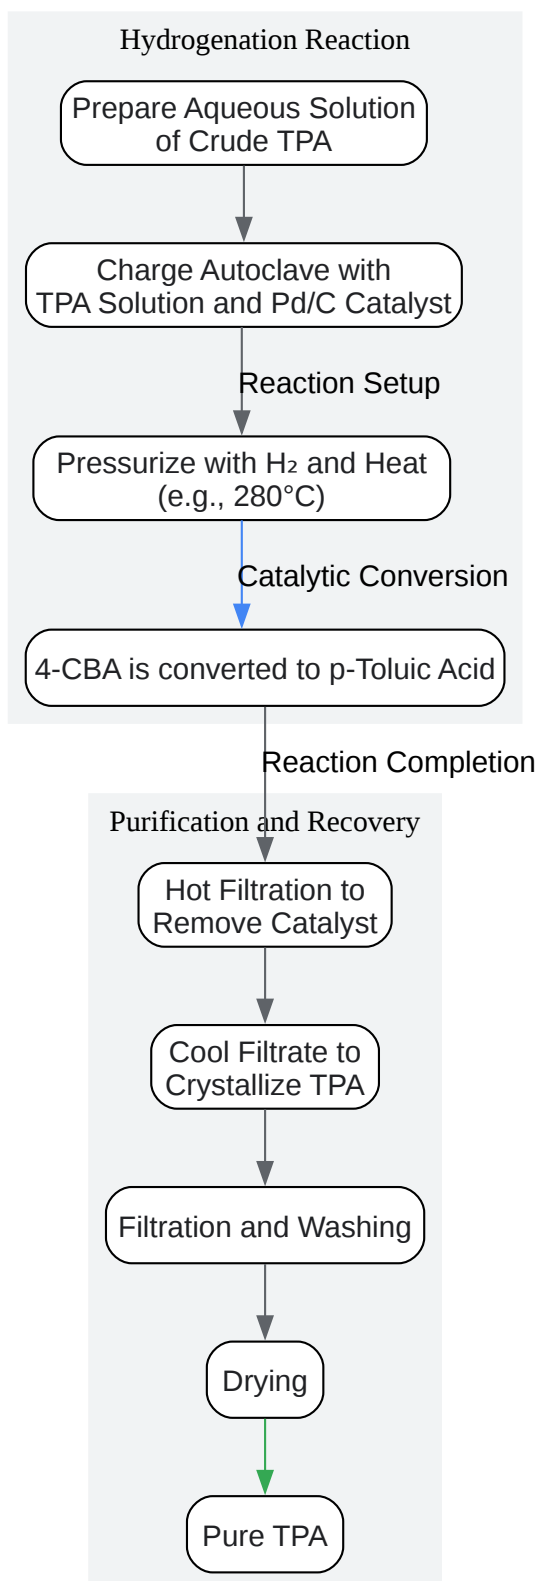 Hydrogenation Reaction
Prepare Aqueous Solution
of Crude TPA
Charge Autoclave with
TPA Solution and Pd/C Catalyst
Reaction Setup
Pressurize with H₂ and Heat
(e.g., 280°C)
Catalytic Conversion
4-CBA is converted to p-Toluic Acid
Reaction Completion
Purification and Recovery
Hot Filtration to
Remove Catalyst
Cool Filtrate to
Crystallize TPA
Filtration and Washing
Drying
Pure TPA